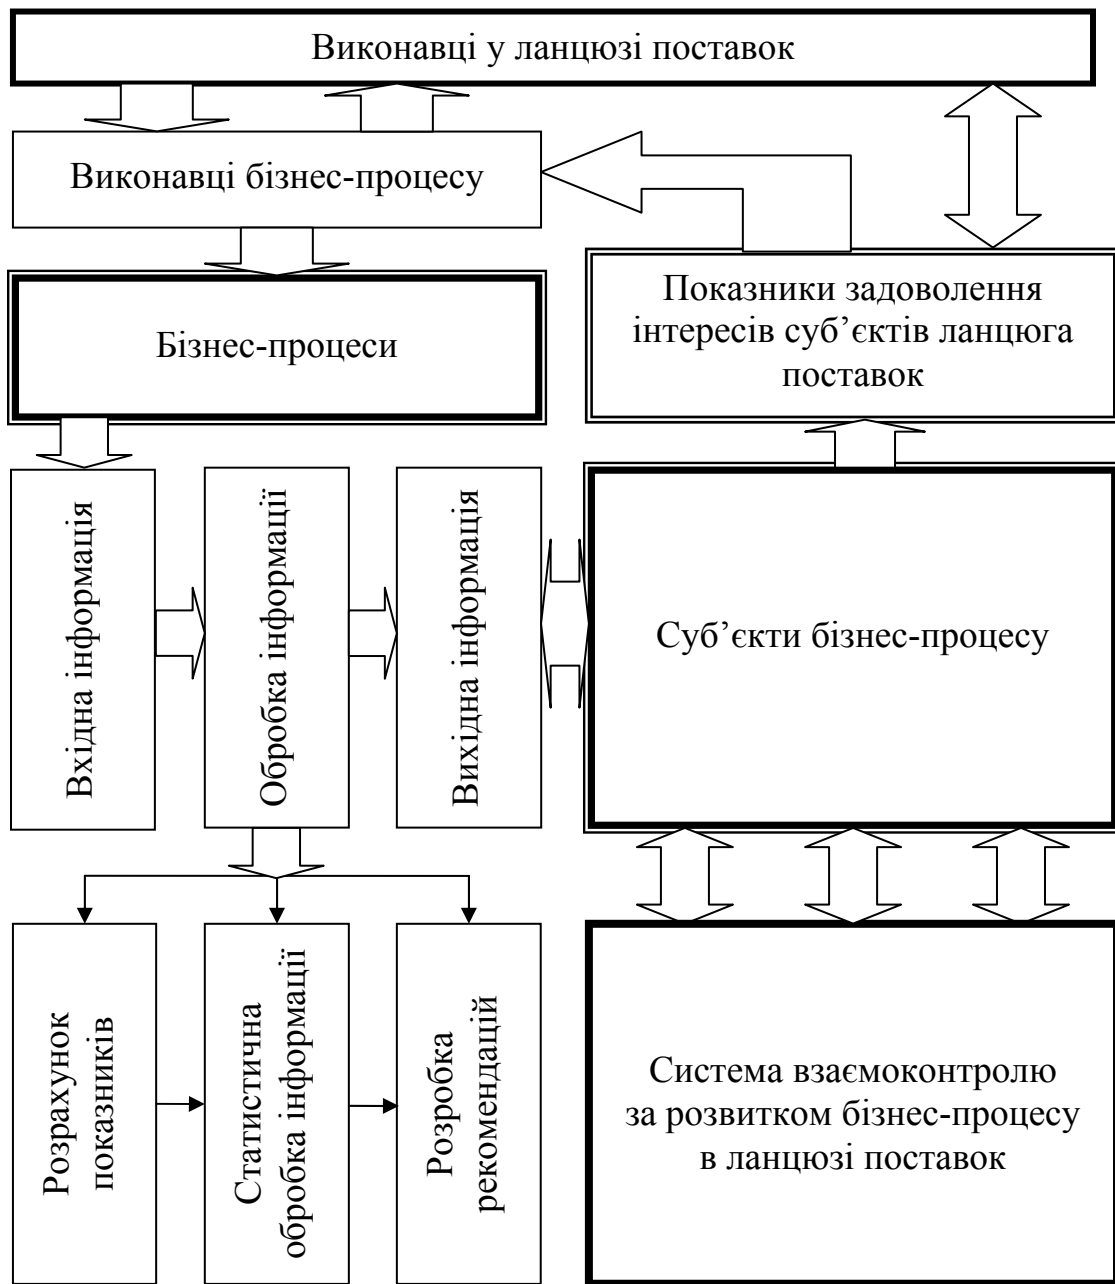 Виконавці у ланцюзі поставок
Виконавці бізнес-процесу
Показники задоволення
інтересів суб’єктів ланцюга
поставок
Бізнес-процеси
Вхідна інформація
Обробка інформації
Вихідна інформація
Суб’єкти бізнес-процесу
Розрахунок
показників
Статистична
обробка інформації
Розробка
рекомендацій
Система взаємоконтролю
за розвитком бізнес-процесу
в ланцюзі поставок